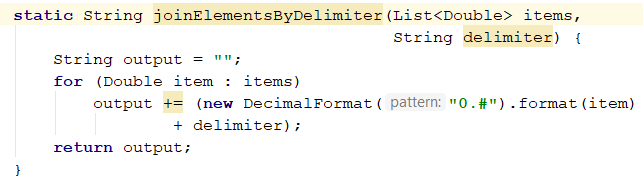 static String joinElementsByDelimiter(List<Double> items,
String delimiter) {
String output = "";
for (Double item : items)
output += (new DecimalFormat( pattern: "0.#").format(item)
+ delimiter);
return output;
}